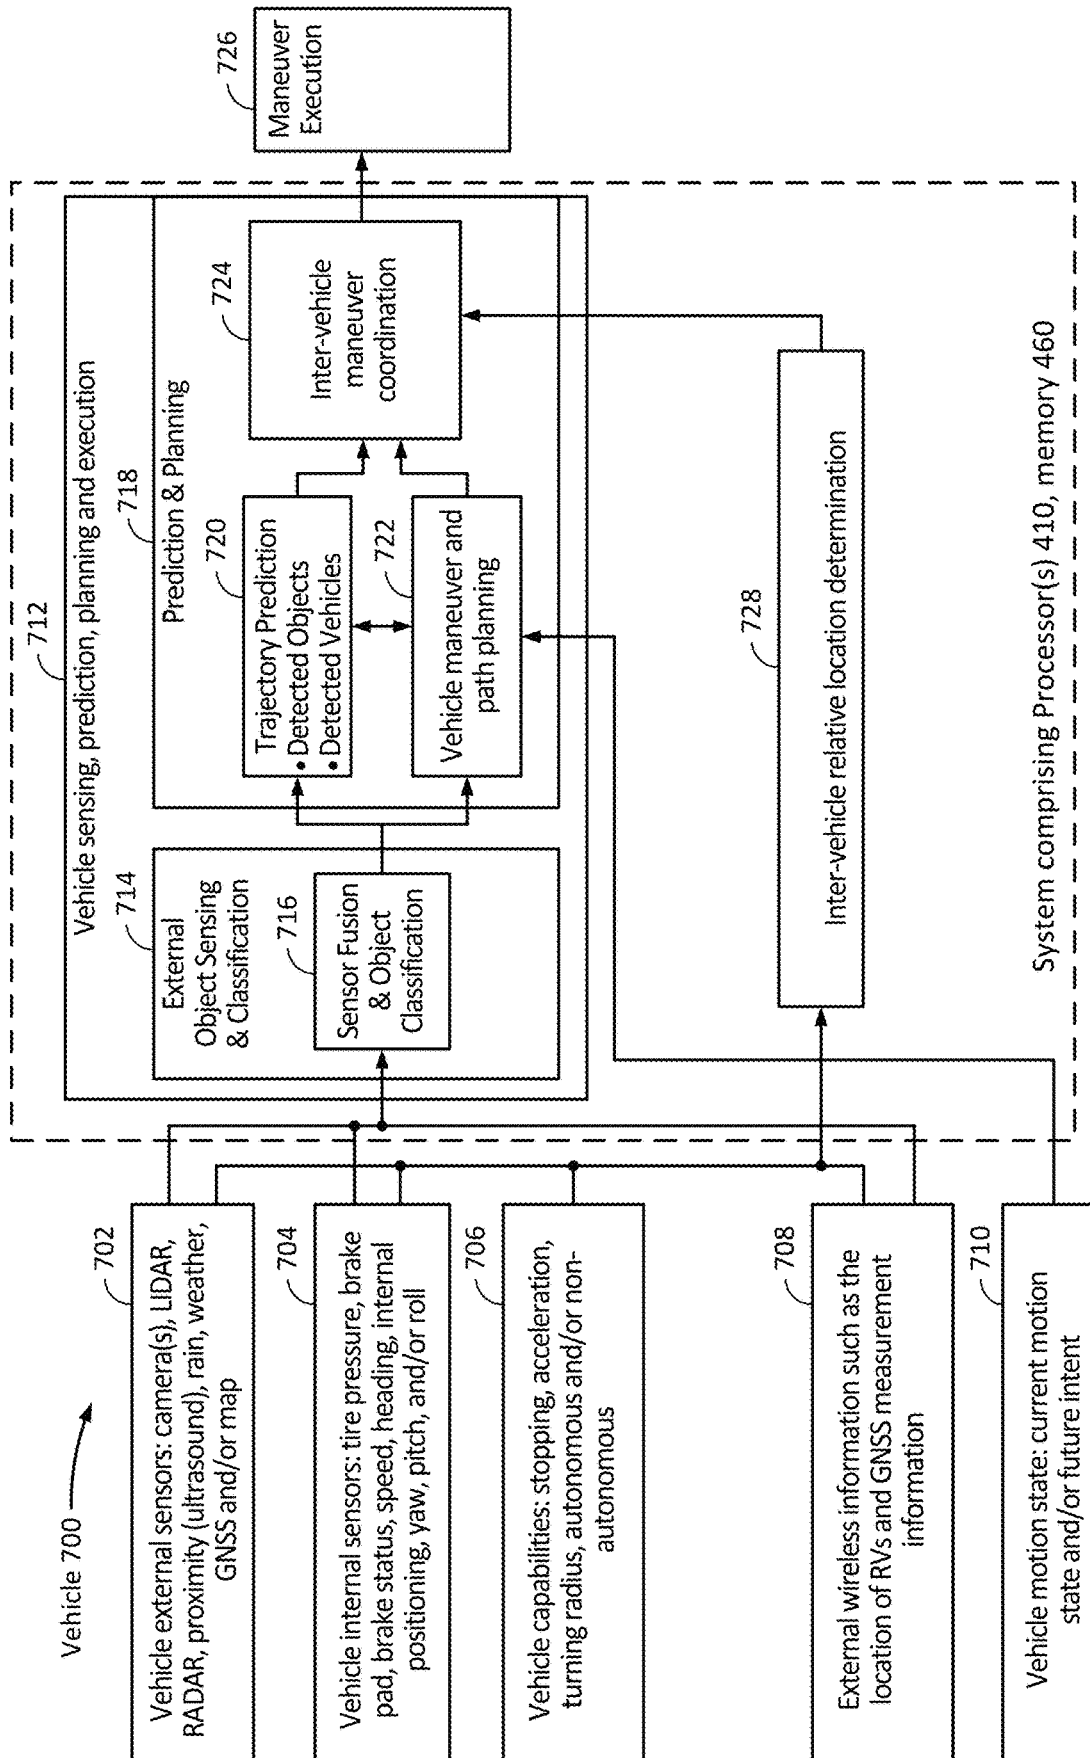 Vehicle 700
702
Vehicle external sensors: camera(s), LIDAR,
RADAR, proximity (ultrasound), rain, weather,
GNSS and/or map
704
Vehicle internal sensors: tire pressure, brake
pad, brake status, speed, heading, internal
positioning, yaw, pitch, and/or roll
706
Vehicle capabilities: stopping, acceleration,
turning radius, autonomous and/or non-
autonomous
708
External wireless information such as the
location of RVs and GNSS measurement
information
710
Vehicle motion state: current motion
state and/or future intent
712
Vehicle sensing, prediction, planning and execution
714
External
Object Sensing
& Classification
716
Sensor Fusion
& Object
Classification
718
Prediction & Planning
720
Trajectory Prediction
• Detected Objects
• Detected Vehicles
722
Vehicle maneuver and
path planning
724
Inter-vehicle
maneuver
coordination
726
Maneuver
Execution
728
Inter-vehicle relative location determination
System comprising Processor(s) 410, memory 460